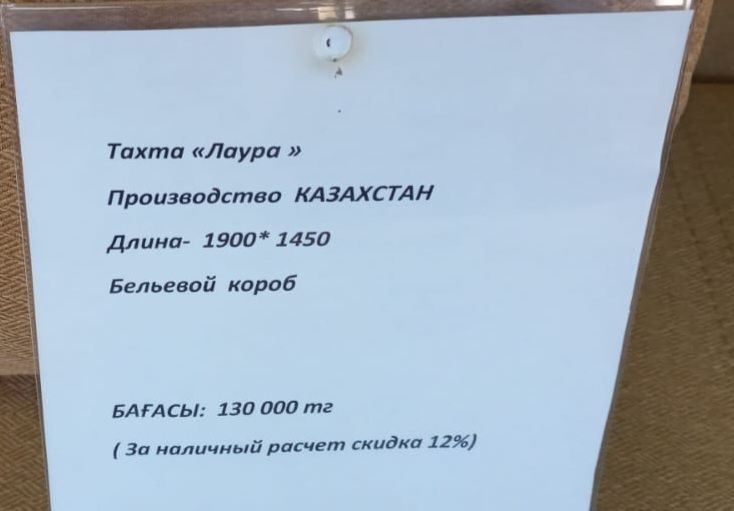 Тахта «Лаура »
Производство КАЗАХСТАН
Длина- 1900* 1450
Бельевой короб
БАҒАСЫ: 130 000 тг
( За наличный расчет скидка 12%)